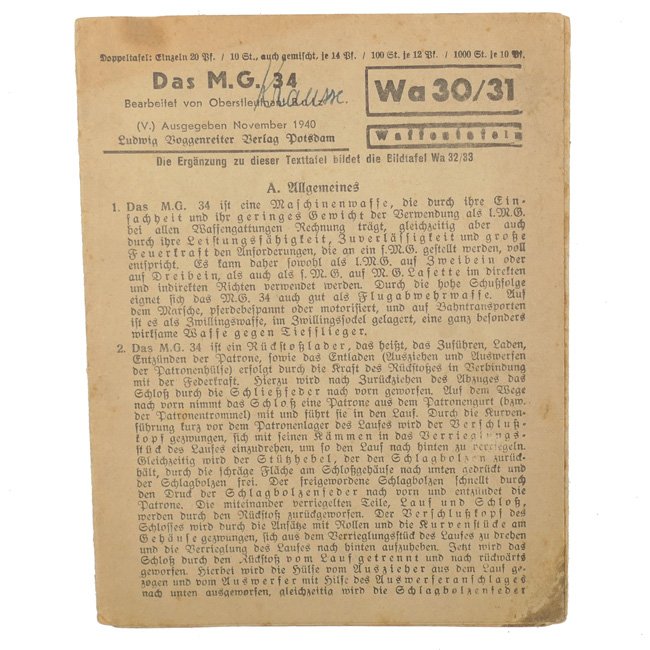 Doppeltafel: Einzeln 20 Pf. / 10 St., auch gemischt, je 14 Pf. / 100 St. je 12 Pf. / 1000 St. je 10 Pf.
Das M.G. 34
Bearbeitet von
Krausse.
(V.) Ausgegeben November 1940
Ludwig Voggenreiter Verlag Potsdam
Wa 30/31
Waffentafeln
Die Ergänzung zu dieser Texttafel bildet die Bildtafel Wa 32/33
A. Allgemeines
1. Das M.G. 34 ist eine Maschinenwaffe, die durch ihre Ein-
fachheit und ihr geringes Gewicht der Verwendung als l.M.G.
bei allen Waffengattungen Rechnung trägt, gleichzeitig aber auch
durch ihre Leistungsfähigkeit, Zuverlässigkeit und große
Feuerkraft den Anforderungen, die an ein s.M.G. gestellt werden, voll
entspricht. Es kann daher sowohl als l.M.G. auf Zweibein oder
auf Dreibein, als auch als s.M.G. auf M.G. Lafette im direkten
und indirekten Richten verwendet werden. Durch die hohe Schußfolge
eignet sich das M.G. 34 auch gut als Flugabwehrwaffe. Auf
dem Marsche, pferdebespannt oder motorisiert, und auf Bahntransporten
ist es als Zwillingswaffe, im Zwillingssockel gelagert, eine ganz besonders
wirksame Waffe gegen Tiefflieger.
2. Das M.G. 34 ist ein Rückstoßlader, das heißt, das Zuführen, Laden,
Entzünden der Patrone, sowie das Entladen (Ausziehen und Auswerfen
der Patronenhülse) erfolgt durch die Kraft des Rückstoßes in Verbindung
mit der Federkraft. Hierzu wird nach Zurückziehen des Abzuges das
Schloß durch die Schließfeder nach vorn geworfen. Auf dem Wege
nach vorn nimmt das Schloß eine Patrone aus dem Patronengurt (bzw.
der Patronentrommel) mit und führt sie in den Lauf. Durch die Kurven-
führung kurz vor dem Patronenlager des Laufes wird der Verschluß-
kopf gezwungen, sich mit seinen Kämmen in das Verrieglungs-
stück des Laufes einzudrehen, um so den Lauf nach hinten zu verriegeln.
Gleichzeitig wird der Stützhebel, der den Schlagbolzen zurück-
hält, durch die schräge Fläche am Schloßgehäuse nach unten gedrückt und
der Schlagbolzen frei. Der freigewordene Schlagbolzen schnellt durch
den Druck der Schlagbolzenfeder nach vorn und entzündet die
Patrone. Die miteinander verriegelten Teile, Lauf und Schloß,
werden durch den Rückstoß zurückgeworfen. Der Verschlußkopf des
Schlosses wird durch die Ansätze mit Rollen und die Kurvenstücke am
Gehäuse gezwungen, sich aus dem Verrieglungsstück des Laufes zu drehen
und die Verrieglung des Laufes nach hinten aufzuheben. Jetzt wird das
Schloß durch den Rückstoß vom Lauf getrennt und nach rückwärts
geworfen. Hierbei wird die Hülse vom Auszieher aus dem Lauf ge-
zogen und vom Auswerfer mit Hilfe des Auswerferanschlages
nach unten ausgeworfen, gleichzeitig wird die Schlagbolzenfeder